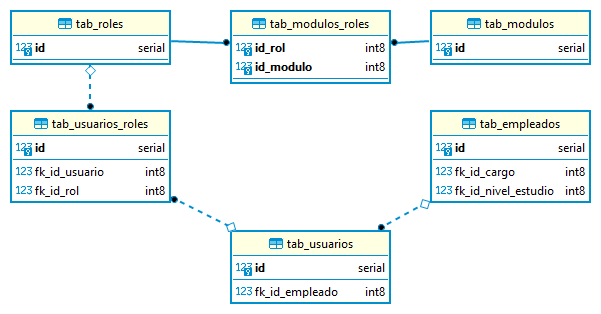 tab_roles
123 id serial
tab_modulos_roles
123 id_rol int8
123 id_modulo int8
tab_modulos
123 id serial
tab_usuarios_roles
123 id serial
123 fk_id_usuario int8
123 fk_id_rol int8
tab_empleados
123 id serial
123 fk_id_cargo int8
123 fk_id_nivel_estudio int8
tab_usuarios
123 id serial
123 fk_id_empleado int8